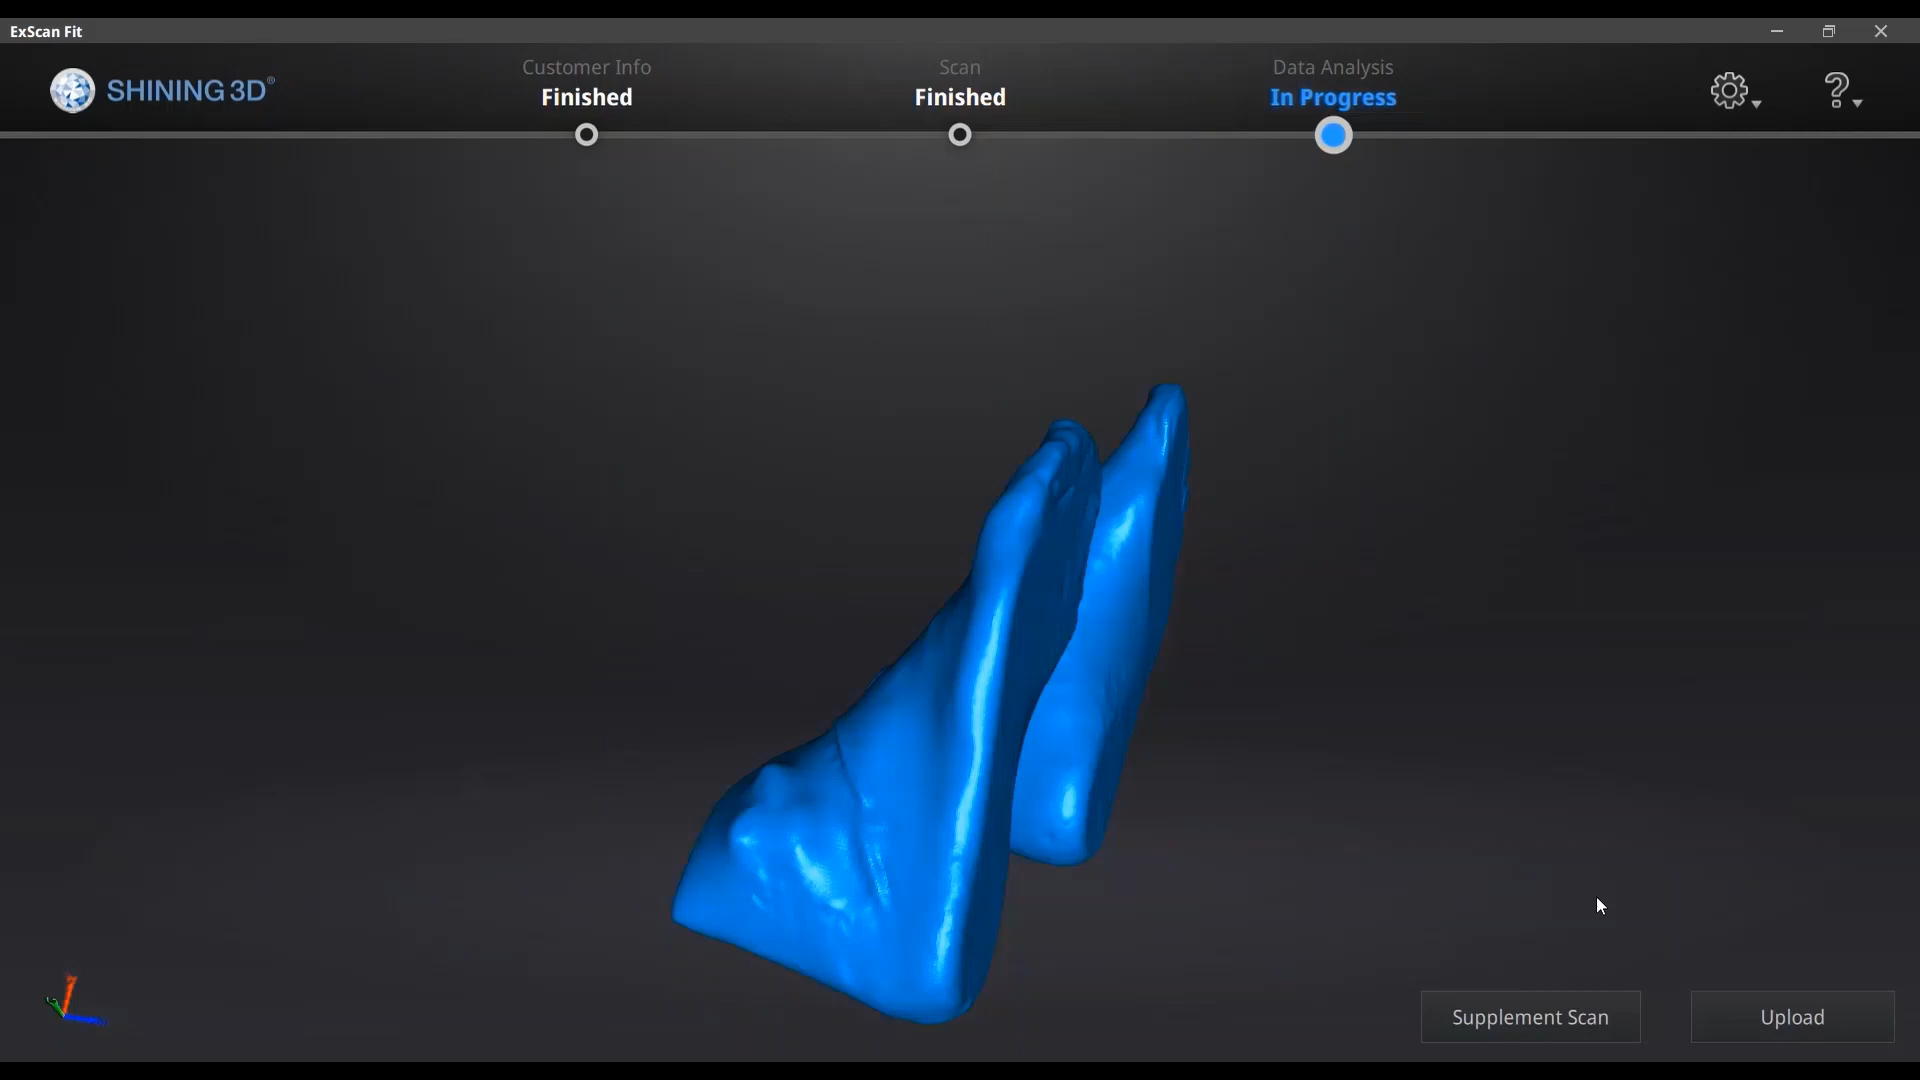 ExScan Fit
SHINING 3D®
Customer Info
Finished
Scan
Finished
Data Analysis
In Progress
Supplement Scan
Upload